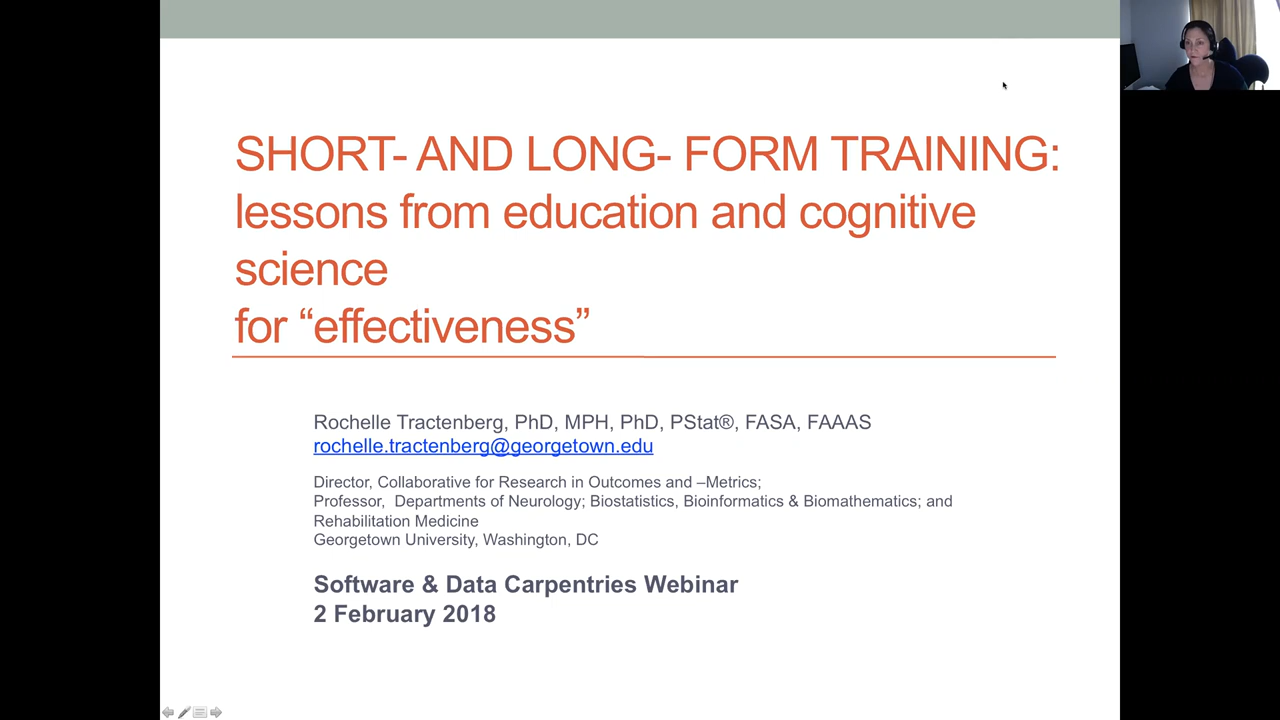 SHORT- AND LONG- FORM TRAINING:
lessons from education and cognitive
science
for “effectiveness”
Rochelle Tractenberg, PhD, MPH, PhD, PStat®, FASA, FAAAS
rochelle.tractenberg@georgetown.edu
Director, Collaborative for Research in Outcomes and –Metrics;
Professor, Departments of Neurology; Biostatistics, Bioinformatics & Biomathematics; and
Rehabilitation Medicine
Georgetown University, Washington, DC
Software & Data Carpentries Webinar
2 February 2018